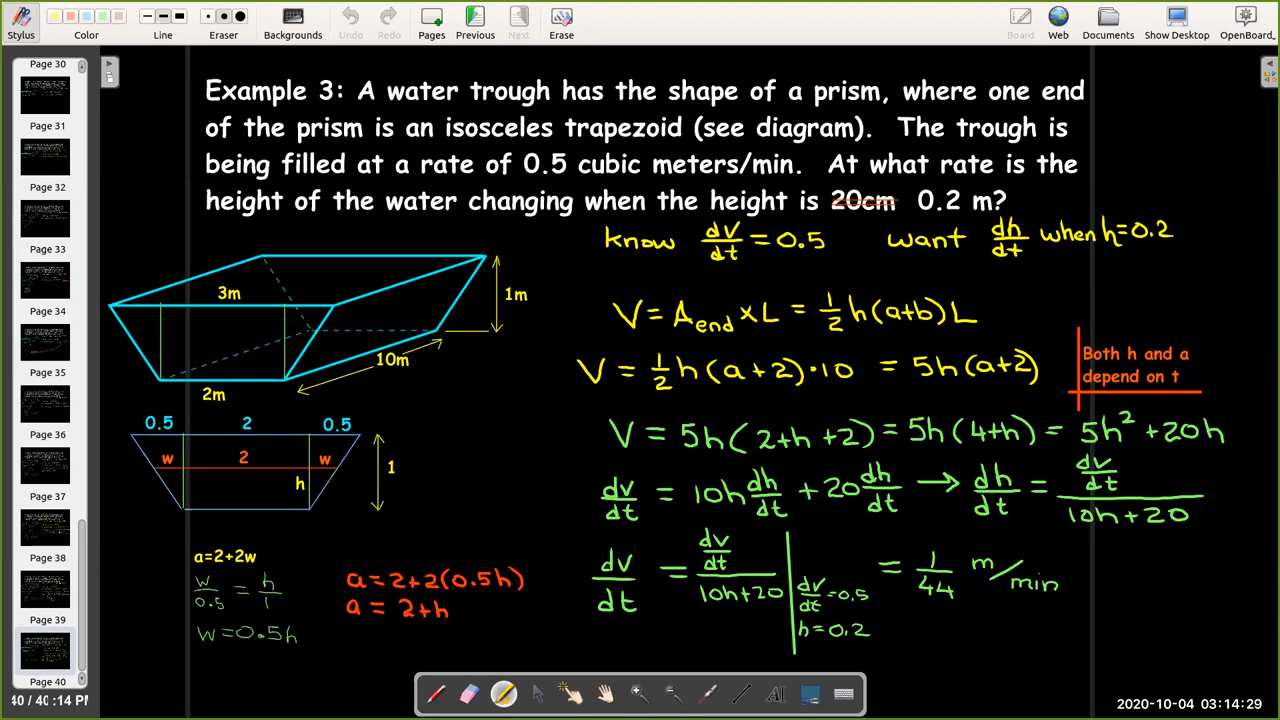 Stylus Color Line Eraser Backgrounds Undo Redo Pages Previous Next Erase Board Web Documents Show Desktop OpenBoard
Page 30
Page 31
Page 32
Page 33
Page 34
Page 35
Page 36
Page 37
Page 38
Page 39
Page 40
Example 3: A water trough has the shape of a prism, where one end
of the prism is an isosceles trapezoid (see diagram). The trough is
being filled at a rate of 0.5 cubic meters/min. At what rate is the
height of the water changing when the height is 20cm 0.2 m?
know dv/dt = 0.5 want dh/dt when h=0.2
3m
1m
10m
2m
V = A end x L = 1/2 h(a+b) L
V = 1/2 h (a+2)·10 = 5h(a+2)
Both h and a
depend on t
0.5 2 0.5
w 2 w
h
1
V = 5h(2+h+2) = 5h(4+h) = 5h² + 20h
dv/dt = 10h dh/dt + 20 dh/dt → dh/dt = dv/dt / 10h+20
a=2+2w
w/0.5 = h/1
w=0.5h
a=2+2(0.5h)
a = 2+h
dv/dt = dv/dt / 10h+20 | dv/dt=0.5 h=0.2 = 1/44 m/min
40 / 40 :14 PM
2020-10-04 03:14:29